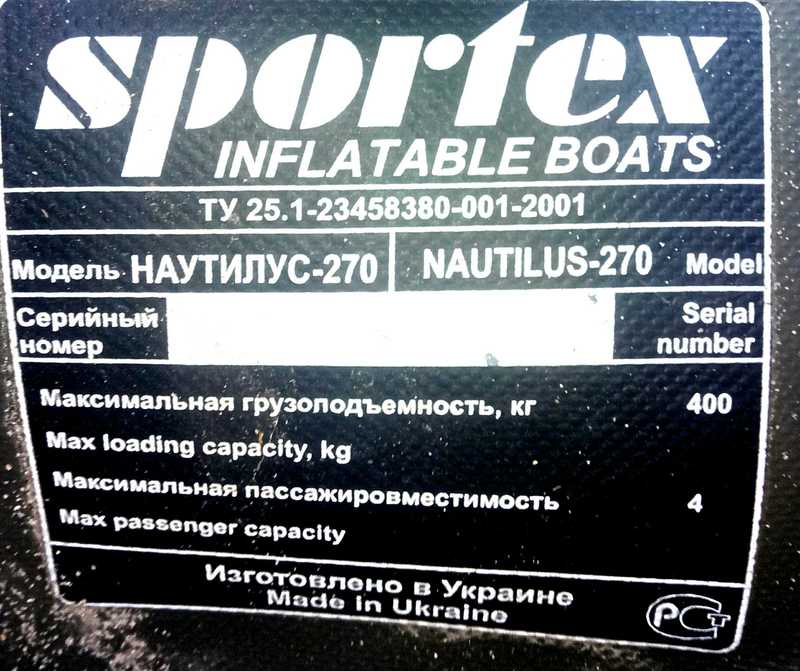 sportex
INFLATABLE BOATS
ТУ 25.1-23458380-001-2001
Модель НАУТИЛУС-270 NAUTILUS-270 Model
Серийный номер Serial number
Максимальная грузоподъемность, кг 400
Max loading capacity, kg
Максимальная пассажировместимость 4
Max passenger capacity
Изготовлено в Украине
Made in Ukraine
РСТ